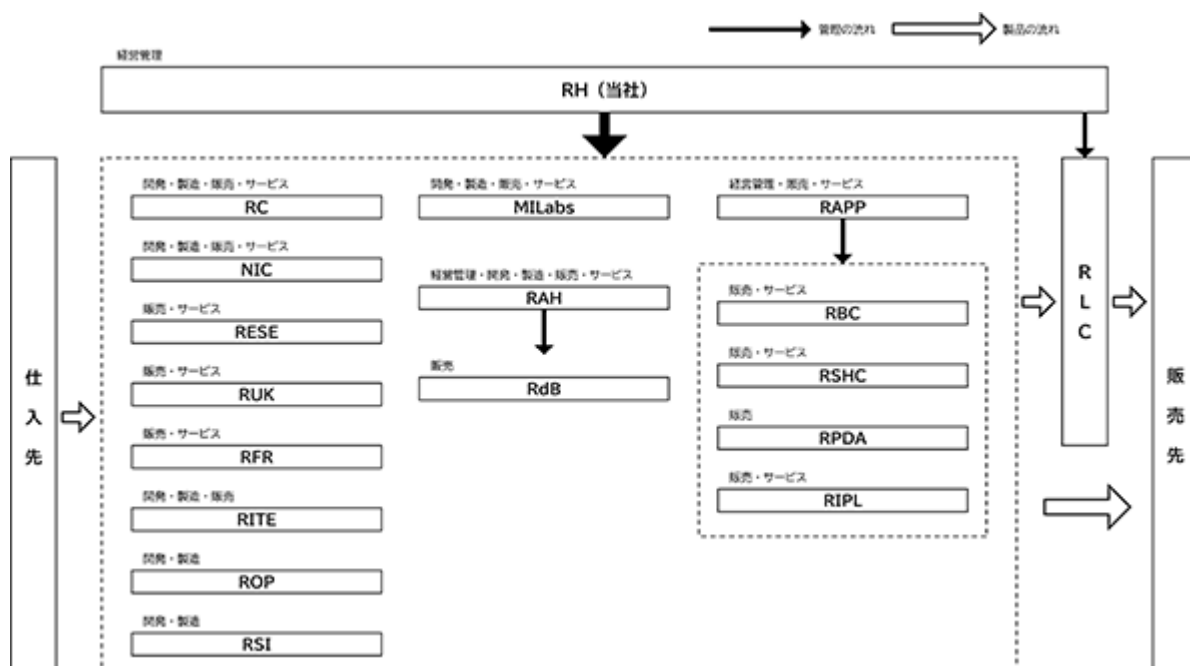 管理の流れ
製品の流れ
経営管理
RH（当社）
仕入先
開発・製造・販売・サービス
RC
開発・製造・販売・サービス
NIC
販売・サービス
RESE
販売・サービス
RUK
販売・サービス
RFR
開発・製造・販売
RITE
開発・製造
ROP
開発・製造
RSI
開発・製造・販売・サービス
MILabs
経営管理・開発・製造・販売・サービス
RAH
販売
RdB
経営管理・販売・サービス
RAPP
販売・サービス
RBC
販売・サービス
RSHC
販売
RPDA
販売・サービス
RIPL
RLC
販売先